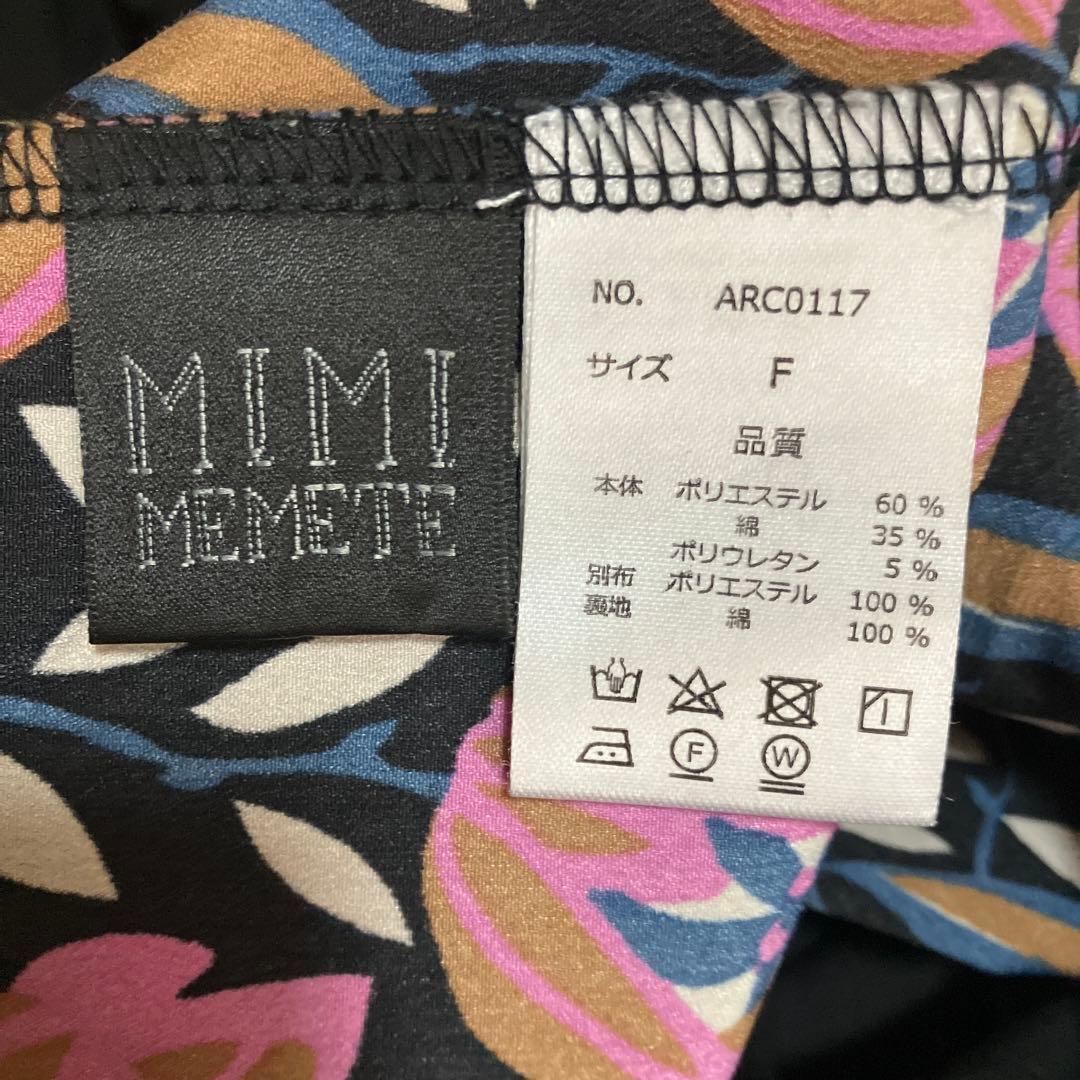 MIMI
MEMETE
NO. ARC0117
サイズ F
品質
本体 ポリエステル 60 %
綿 35 %
ポリウレタン 5 %
別布 ポリエステル 100 %
裏地 綿 100 %
F
W